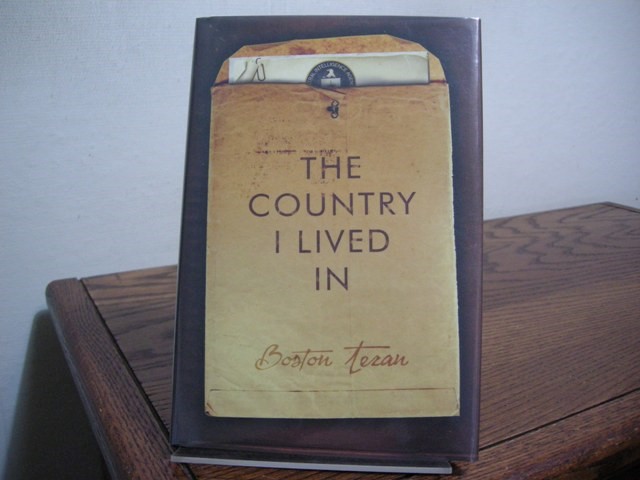 THE
COUNTRY
I LIVED
IN
Boston Teran